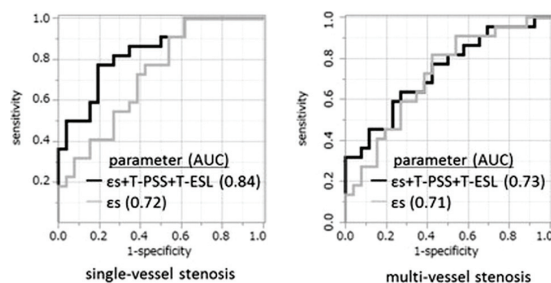 1.0
0.8
0.6
0.4
0.2
sensitivity
parameter (AUC)
εs+T-PSS+T-ESL (0.84)
εs (0.72)
0.0 0.2 0.4 0.6 0.8 1.0
1-specificity
single-vessel stenosis
1.0
0.8
0.6
0.4
0.2
0.0
sensitivity
parameter (AUC)
εs+T-PSS+T-ESL (0.73)
εs (0.71)
0.0 0.2 0.4 0.6 0.8 1.0
1-specificity
multi-vessel stenosis